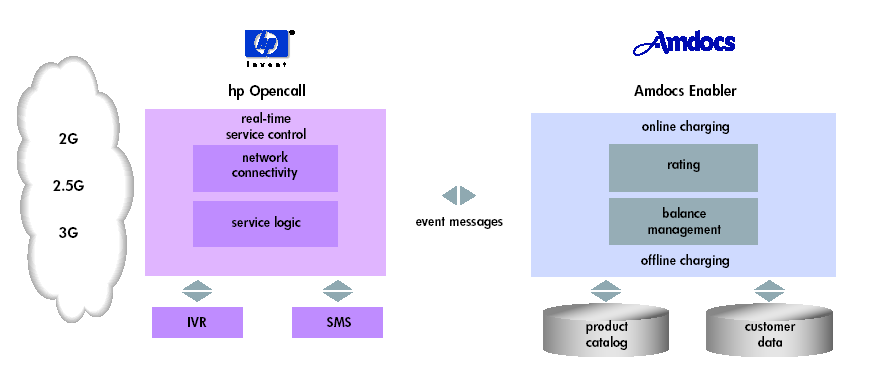 hp
invent
Amdocs
hp Opencall
Amdocs Enabler
2G
2.5G
3G
real-time
service control
network
connectivity
service logic
event messages
online charging
rating
balance
management
offline charging
IVR
SMS
product
catalog
customer
data